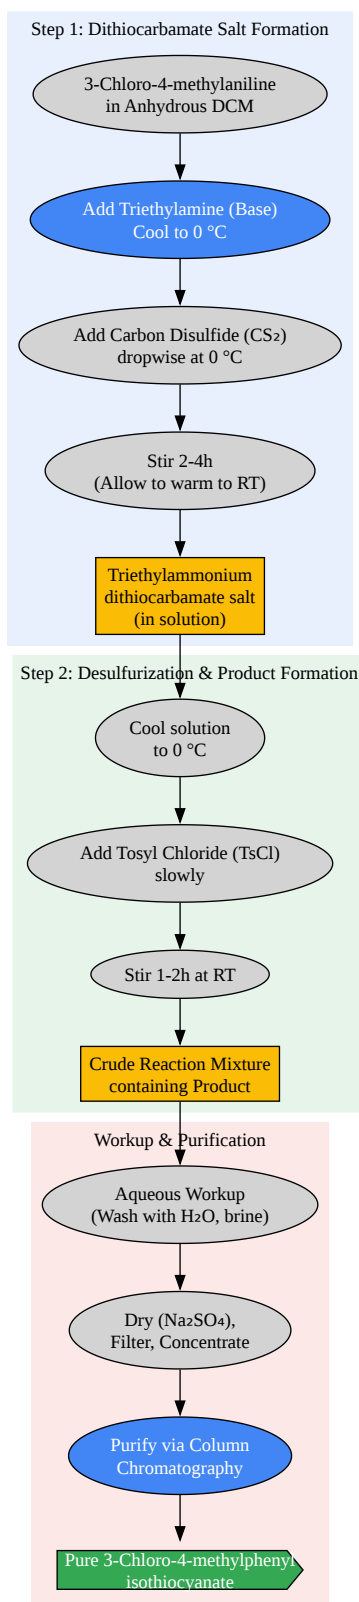 Step 1: Dithiocarbamate Salt Formation
3-Chloro-4-methylaniline
in Anhydrous DCM
Add Triethylamine (Base)
Cool to 0 °C
Add Carbon Disulfide (CS₂)
dropwise at 0 °C
Stir 2-4h
(Allow to warm to RT)
Triethylammonium
dithiocarbamate salt
(in solution)
Step 2: Desulfurization & Product Formation
Cool solution
to 0 °C
Add Tosyl Chloride (TsCl)
slowly
Stir 1-2h at RT
Crude Reaction Mixture
containing Product
Workup & Purification
Aqueous Workup
(Wash with H₂O, brine)
Dry (Na₂SO₄),
Filter, Concentrate
Purify via Column
Chromatography
Pure 3-Chloro-4-methylphenyl
isothiocyanate